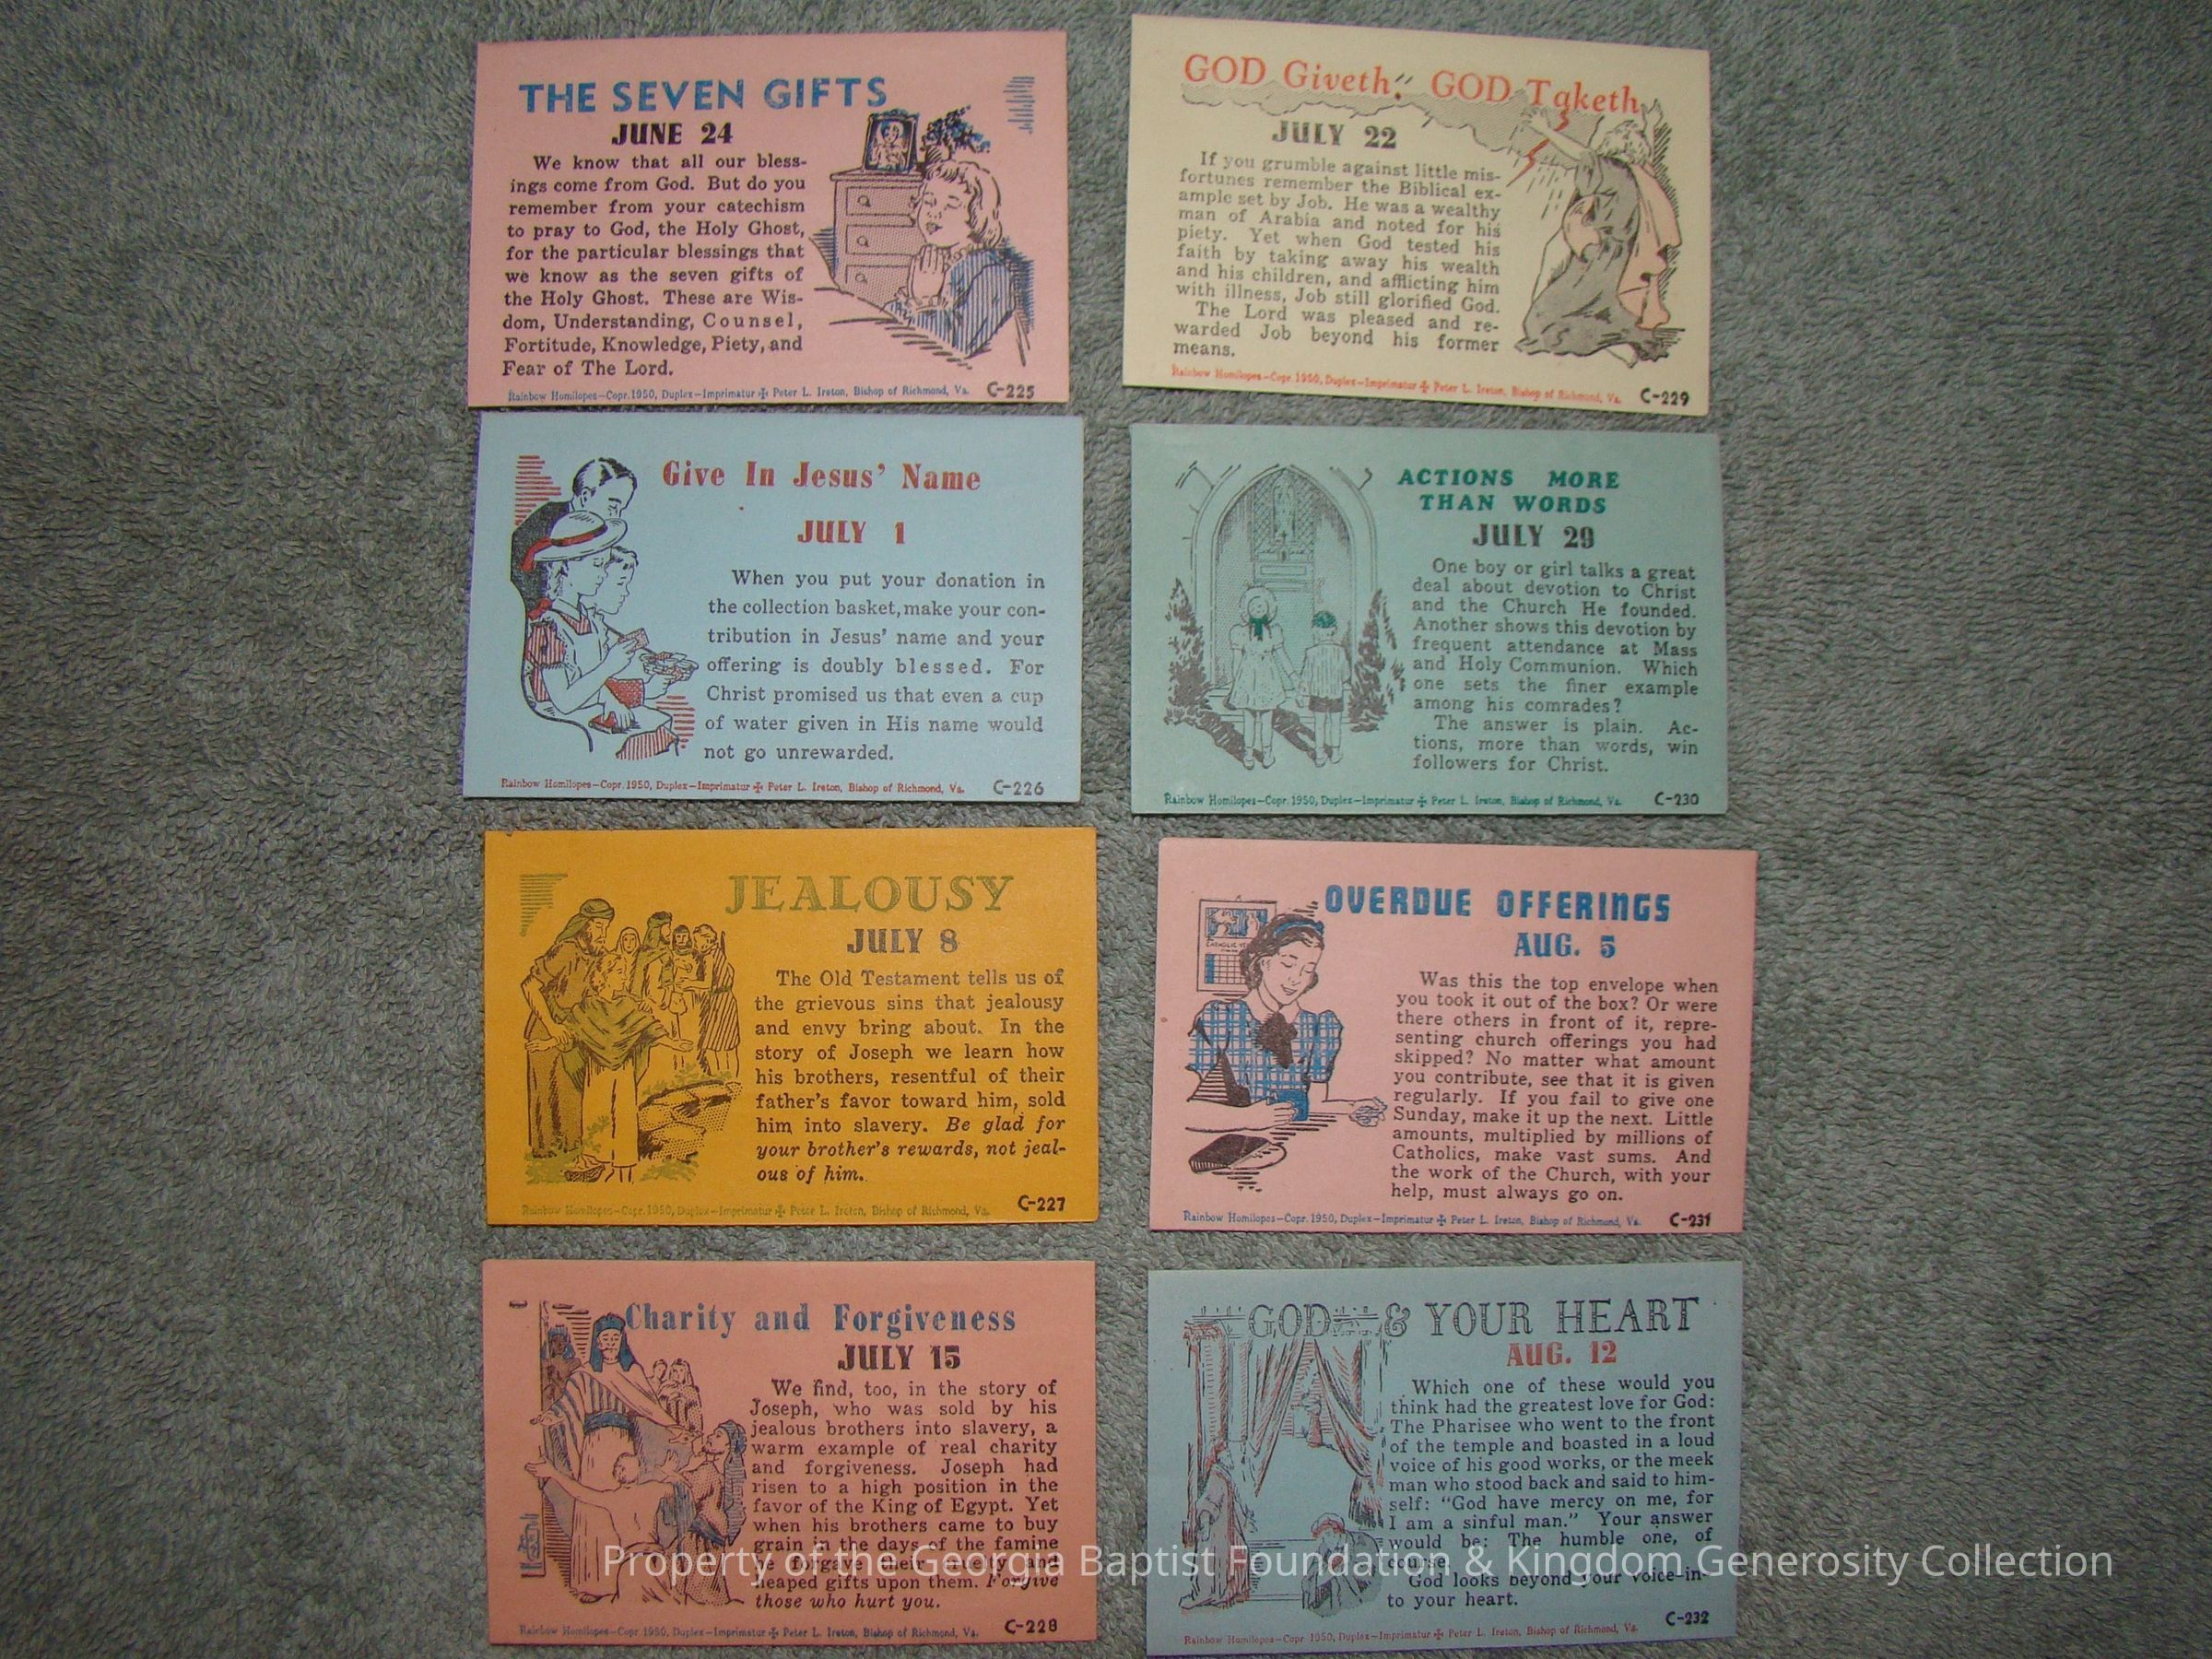 THE SEVEN GIFTS
JUNE 24
We know that all our bless-
ings come from God. But do you
remember from your catechism
to pray to God, the Holy Ghost,
for the particular blessings that
we know as the seven gifts of
the Holy Ghost. These are Wis-
dom, Understanding, Counsel,
Fortitude, Knowledge, Piety, and
Fear of The Lord.
Rainbow Homilopes—Copr. 1950, Duplex—Imprimatur ✠ Peter L. Ireton, Bishop of Richmond, Va. C-225
Give In Jesus' Name
JULY 1
When you put your donation in
the collection basket, make your con-
tribution in Jesus' name and your
offering is doubly blessed. For
Christ promised us that even a cup
of water given in His name would
not go unrewarded.
Rainbow Homilopes—Copr. 1950, Duplex—Imprimatur ✠ Peter L. Ireton, Bishop of Richmond, Va. C-226
JEALOUSY
JULY 8
The Old Testament tells us of
the grievous sins that jealousy
and envy bring about. In the
story of Joseph we learn how
his brothers, resentful of their
father's favor toward him, sold
him into slavery. Be glad for
your brother's rewards, not jeal-
ous of him.
C-227
Rainbow Homilopes—Copr. 1950, Duplex—Imprimatur ✠ Peter L. Ireton, Bishop of Richmond, Va.
Charity and Forgiveness
JULY 15
We find, too, in the story of
Joseph, who was sold by his
jealous brothers into slavery, a
warm example of real charity
and forgiveness. Joseph had
risen to a high position in the
favor of the King of Egypt. Yet
when his brothers came to buy
grain in the days of the famine
he forgave their cruelty and
heaped gifts upon them. Forgive
those who hurt you.
C-228
Rainbow Homilopes—Copr. 1950, Duplex—Imprimatur ✠ Peter L. Ireton, Bishop of Richmond, Va.
GOD Giveth, GOD Taketh
JULY 22
If you grumble against little mis-
fortunes remember the Biblical ex-
ample set by Job. He was a wealthy
man of Arabia and noted for his
piety. Yet when God tested his
faith by taking away his wealth
and his children, and afflicting him
with illness, Job still glorified God.
The Lord was pleased and re-
warded Job beyond his former
means.
Rainbow Homilopes—Copr. 1950, Duplex—Imprimatur ✠ Peter L. Ireton, Bishop of Richmond, Va. C-229
ACTIONS MORE
THAN WORDS
JULY 29
One boy or girl talks a great
deal about devotion to Christ
and the Church He founded.
Another shows this devotion by
frequent attendance at Mass
and Holy Communion. Which
one sets the finer example
among his comrades?
The answer is plain. Ac-
tions, more than words, win
followers for Christ.
Rainbow Homilopes—Copr. 1950, Duplex—Imprimatur ✠ Peter L. Ireton, Bishop of Richmond, Va. C-230
OVERDUE OFFERINGS
AUG. 5
Was this the top envelope when
you took it out of the box? Or were
there others in front of it, repre-
senting church offerings you had
skipped? No matter what amount
you contribute, see that it is given
regularly. If you fail to give one
Sunday, make it up the next. Little
amounts, multiplied by millions of
Catholics, make vast sums. And
the work of the Church, with your
help, must always go on.
Rainbow Homilopes—Copr. 1950, Duplex—Imprimatur ✠ Peter L. Ireton, Bishop of Richmond, Va. C-231
GOD & YOUR HEART
AUG. 12
Which one of these would you
think had the greatest love for God:
The Pharisee who went to the front
of the temple and boasted in a loud
voice of his good works, or the meek
man who stood back and said to him-
self: "God have mercy on me, for
I am a sinful man." Your answer
would be: The humble one, of
course.
God looks beyond your voice—in-
to your heart.
C-232
Rainbow Homilopes—Copr. 1950, Duplex—Imprimatur ✠ Peter L. Ireton, Bishop of Richmond, Va.
Property of the Georgia Baptist Foundation & Kingdom Generosity Collection